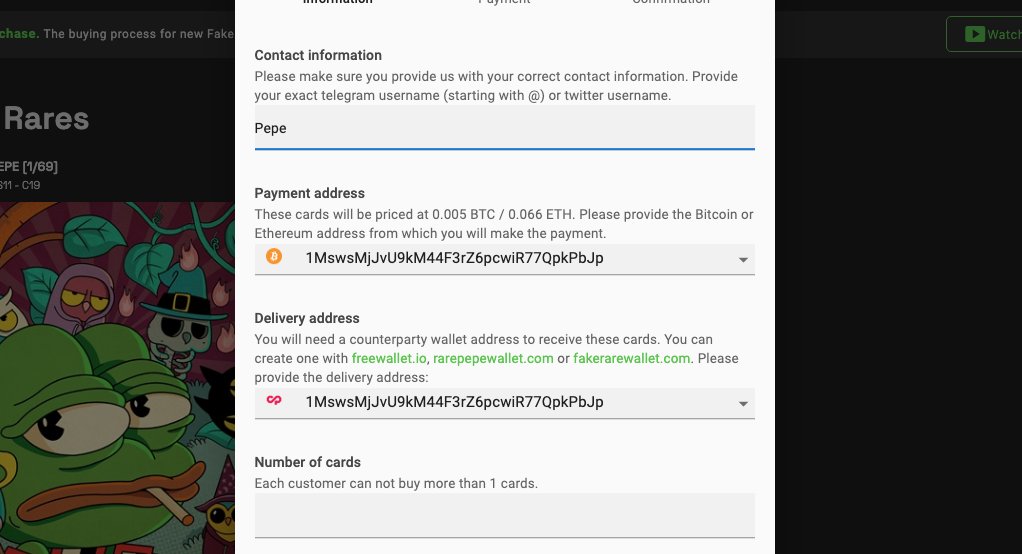 Information Payment Confirmation
chase. The buying process for new Fake
Watch
Rares
EPE [1/69]
S11 - C19
Contact information
Please make sure you provide us with your correct contact information. Provide
your exact telegram username (starting with @) or twitter username.
Pepe
Payment address
These cards will be priced at 0.005 BTC / 0.066 ETH. Please provide the Bitcoin or
Ethereum address from which you will make the payment.
1MswsMjJvU9kM44F3rZ6pcwiR77QpkPbJp
Delivery address
You will need a counterparty wallet address to receive these cards. You can
create one with freewallet.io, rarepepewallet.com or fakerarewallet.com. Please
provide the delivery address:
1MswsMjJvU9kM44F3rZ6pcwiR77QpkPbJp
Number of cards
Each customer can not buy more than 1 cards.